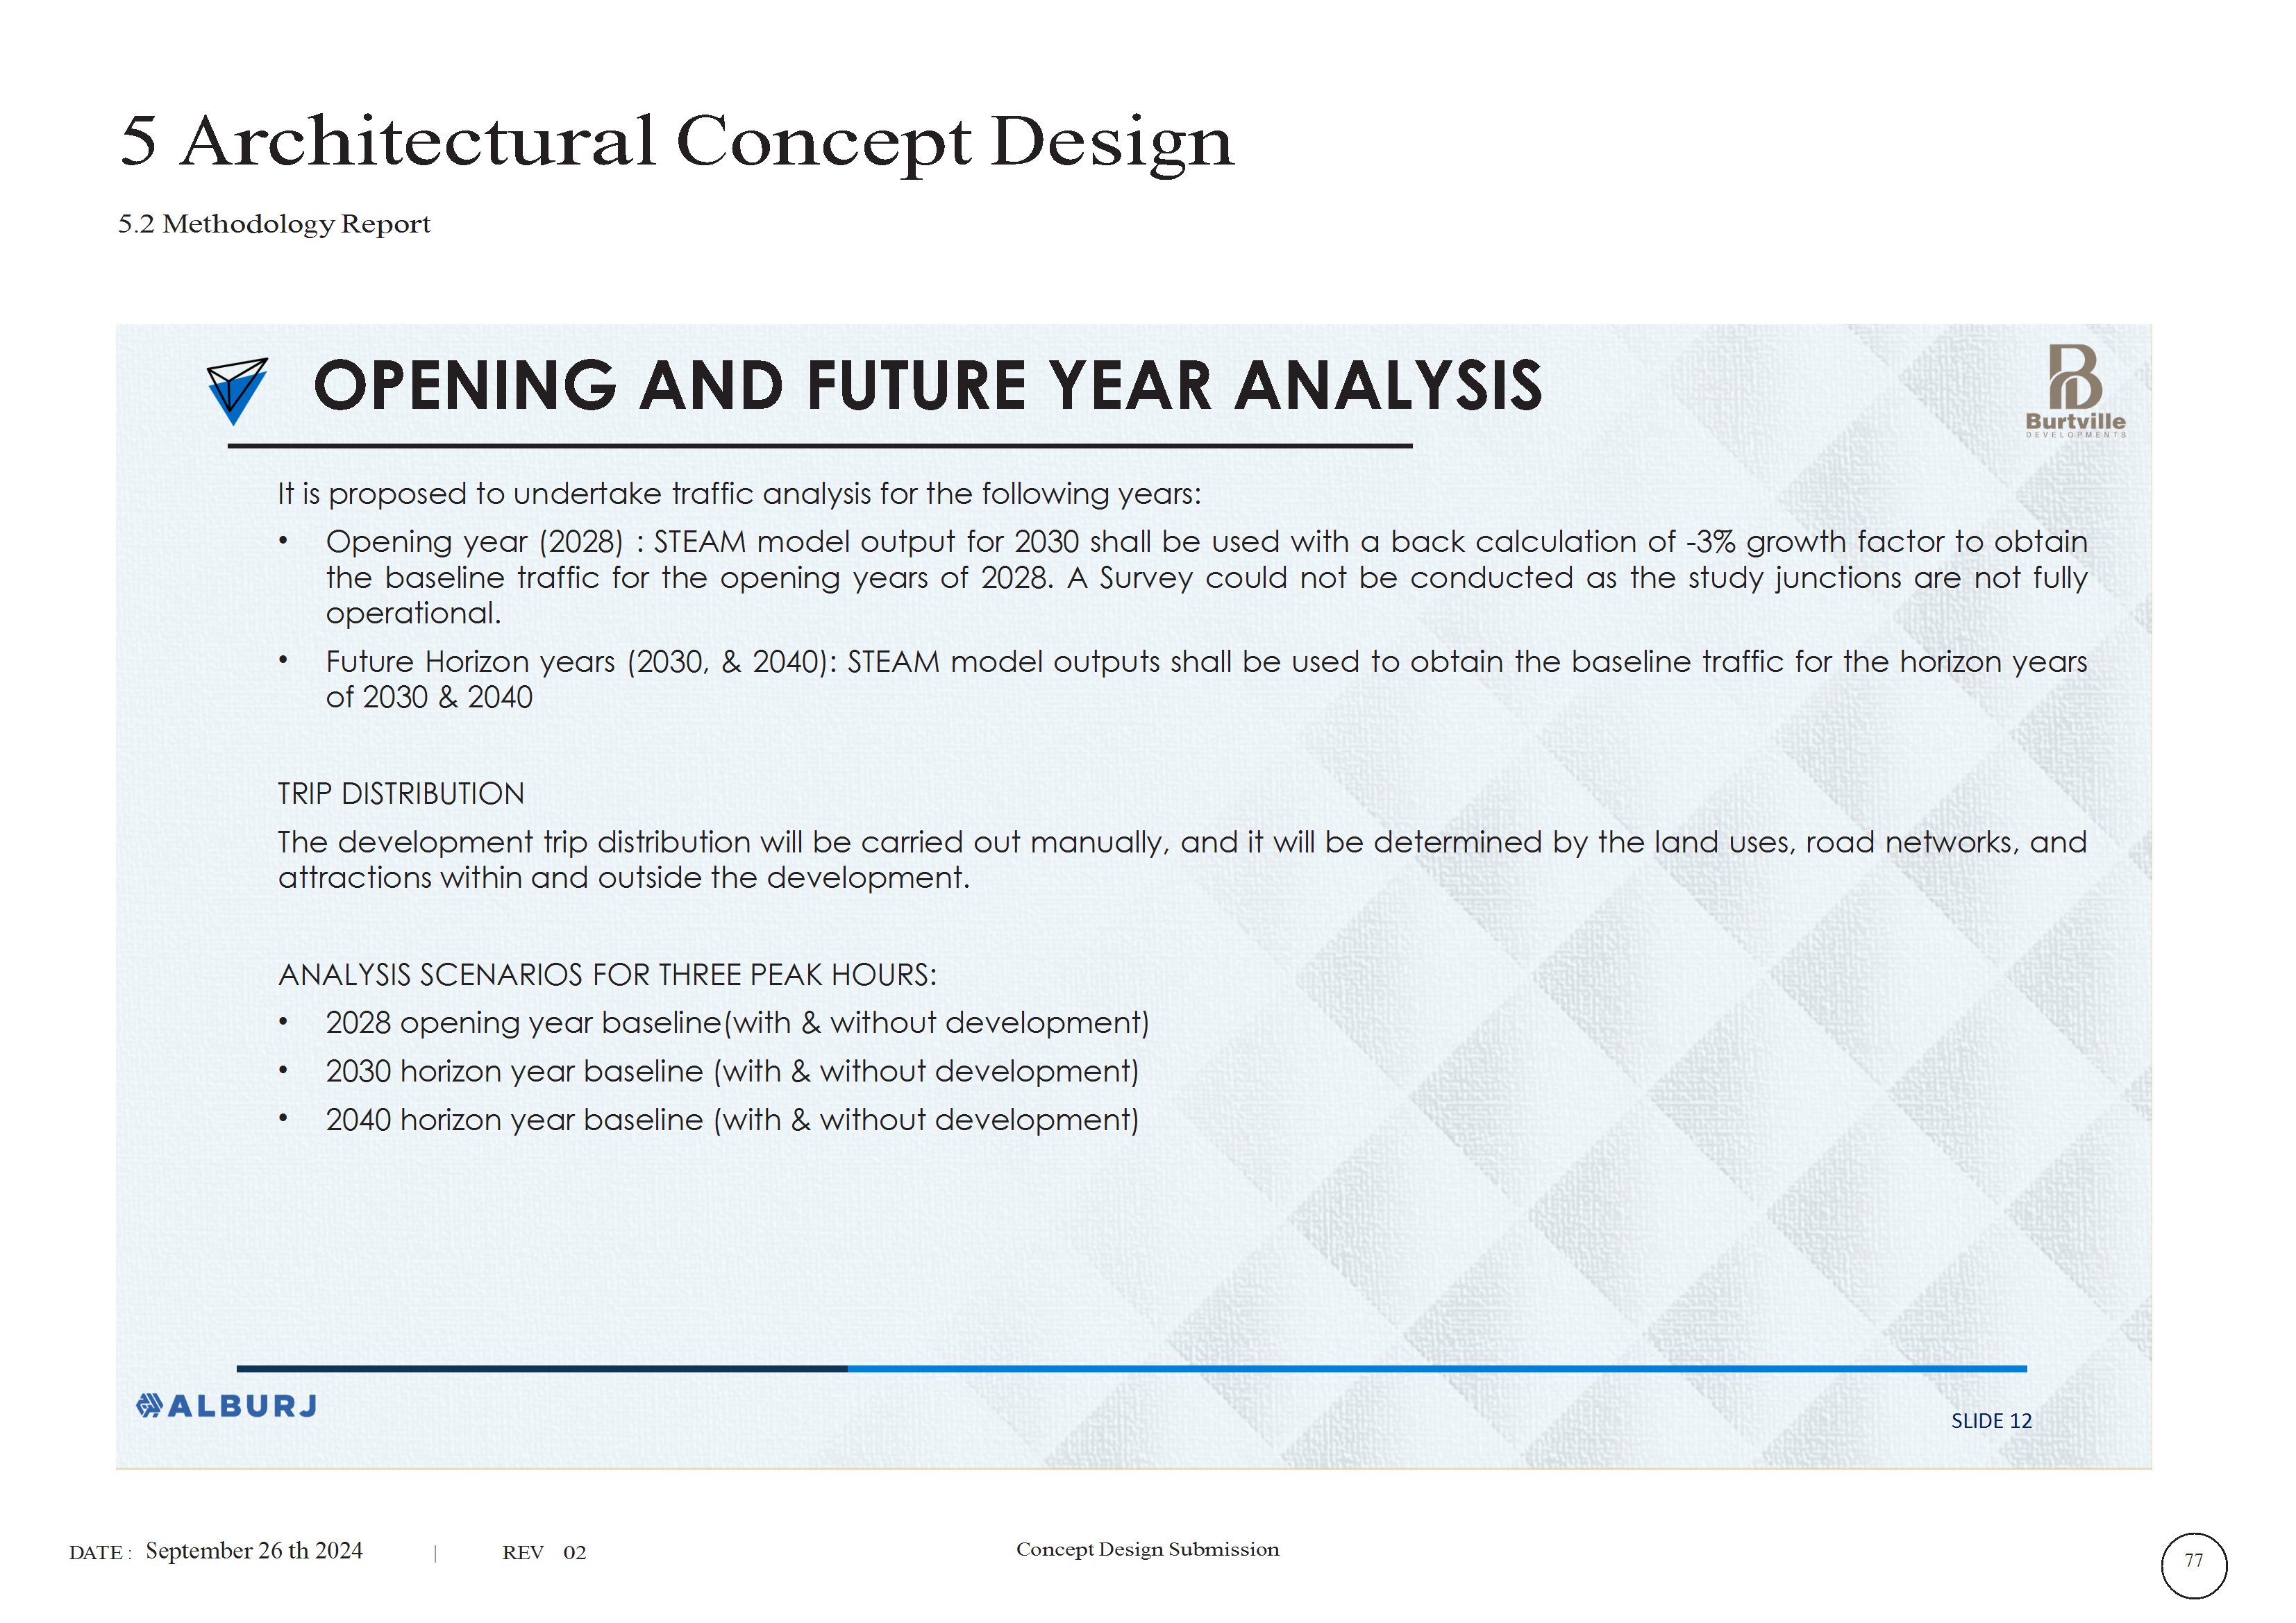 5 Architectural Concept Design
5.2 Methodology Report
OPENING AND FUTURE YEAR ANALYSIS
Burtville
DEVELOPMENTS
It is proposed to undertake traffic analysis for the following years:
• Opening year (2028) : STEAM model output for 2030 shall be used with a back calculation of -3% growth factor to obtain
the baseline traffic for the opening years of 2028. A Survey could not be conducted as the study junctions are not fully
operational.
• Future Horizon years (2030, & 2040): STEAM model outputs shall be used to obtain the baseline traffic for the horizon years
of 2030 & 2040
TRIP DISTRIBUTION
The development trip distribution will be carried out manually, and it will be determined by the land uses, road networks, and
attractions within and outside the development.
ANALYSIS SCENARIOS FOR THREE PEAK HOURS:
• 2028 opening year baseline(with & without development)
• 2030 horizon year baseline (with & without development)
• 2040 horizon year baseline (with & without development)
ALBURJ
SLIDE 12
DATE : September 26 th 2024 | REV 02
Concept Design Submission
77